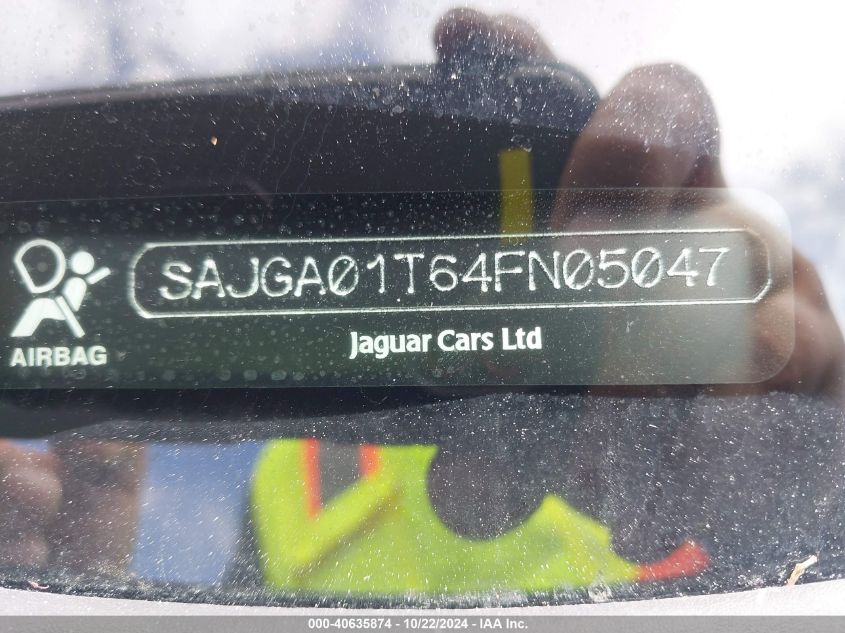 SAJGA01T64FN05047
AIRBAG
Jaguar Cars Ltd
000-40635874 - 10/22/2024 - IAA Inc.